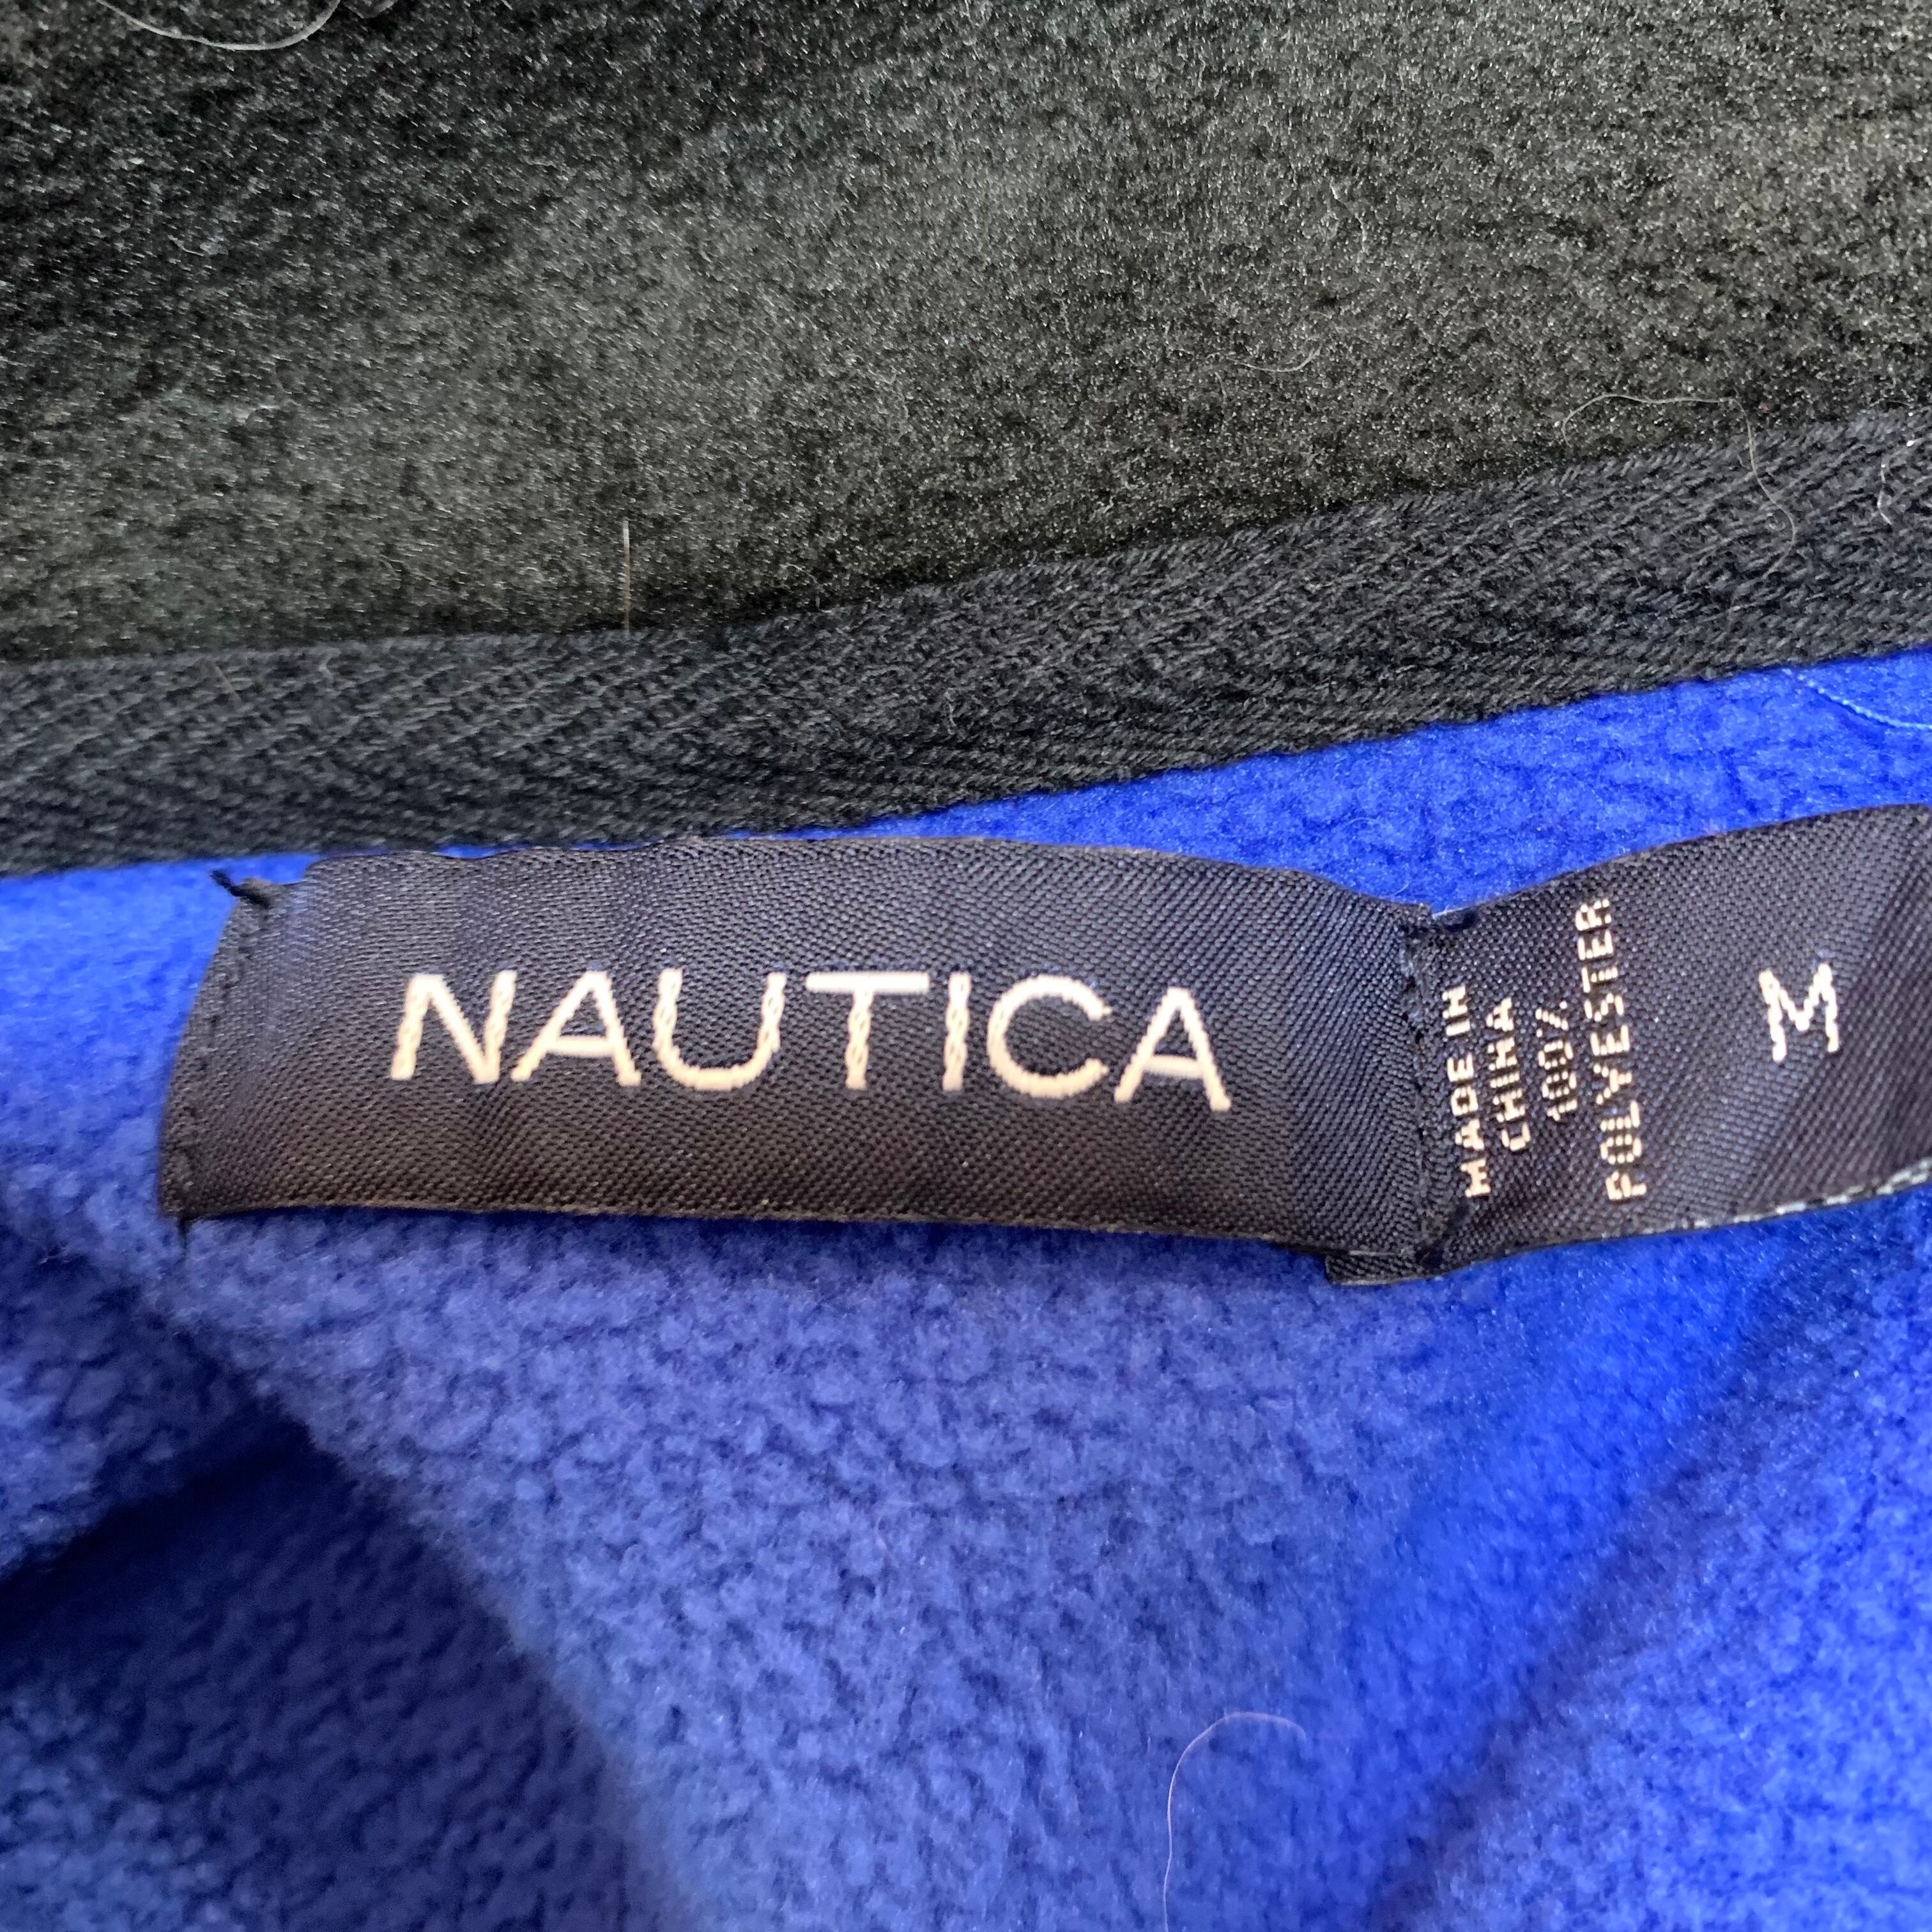 NAUTICA
MADE IN
CHINA
100%
POLYESTER
M